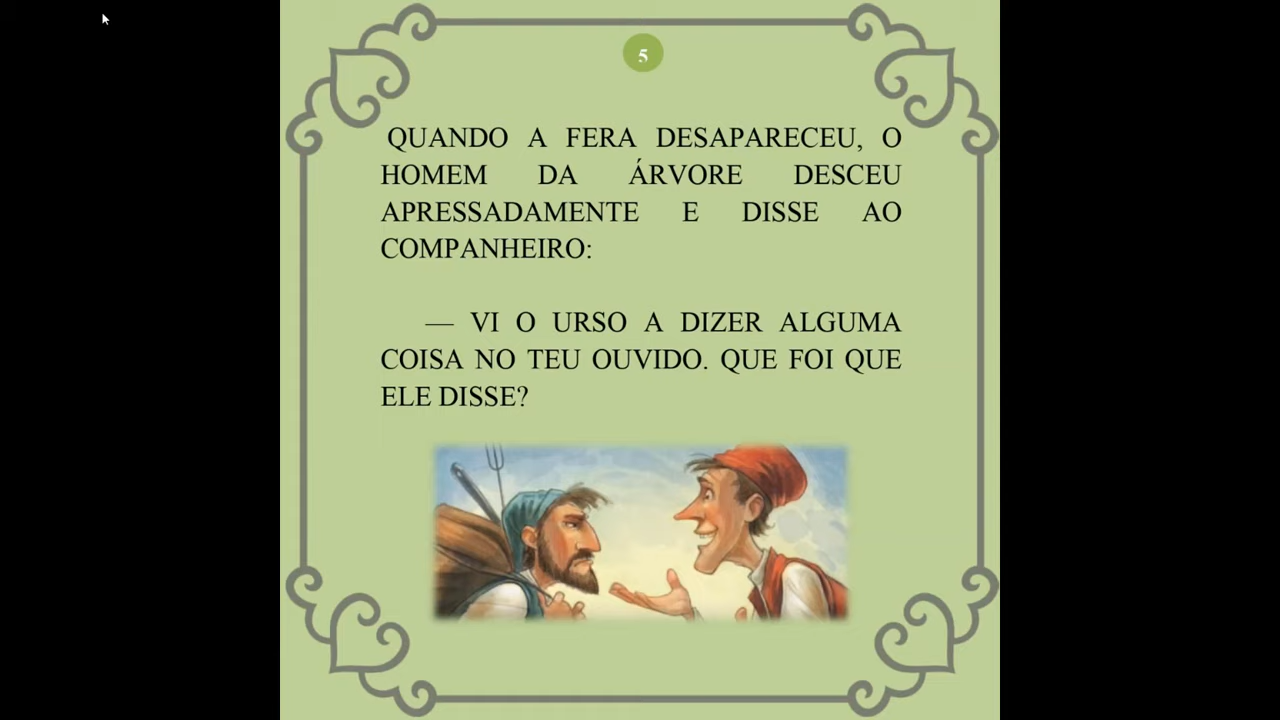 5
QUANDO A FERA DESAPARECEU, O
HOMEM DA ÁRVORE DESCEU
APRESSADAMENTE E DISSE AO
COMPANHEIRO:
— VI O URSO A DIZER ALGUMA
COISA NO TEU OUVIDO. QUE FOI QUE
ELE DISSE?